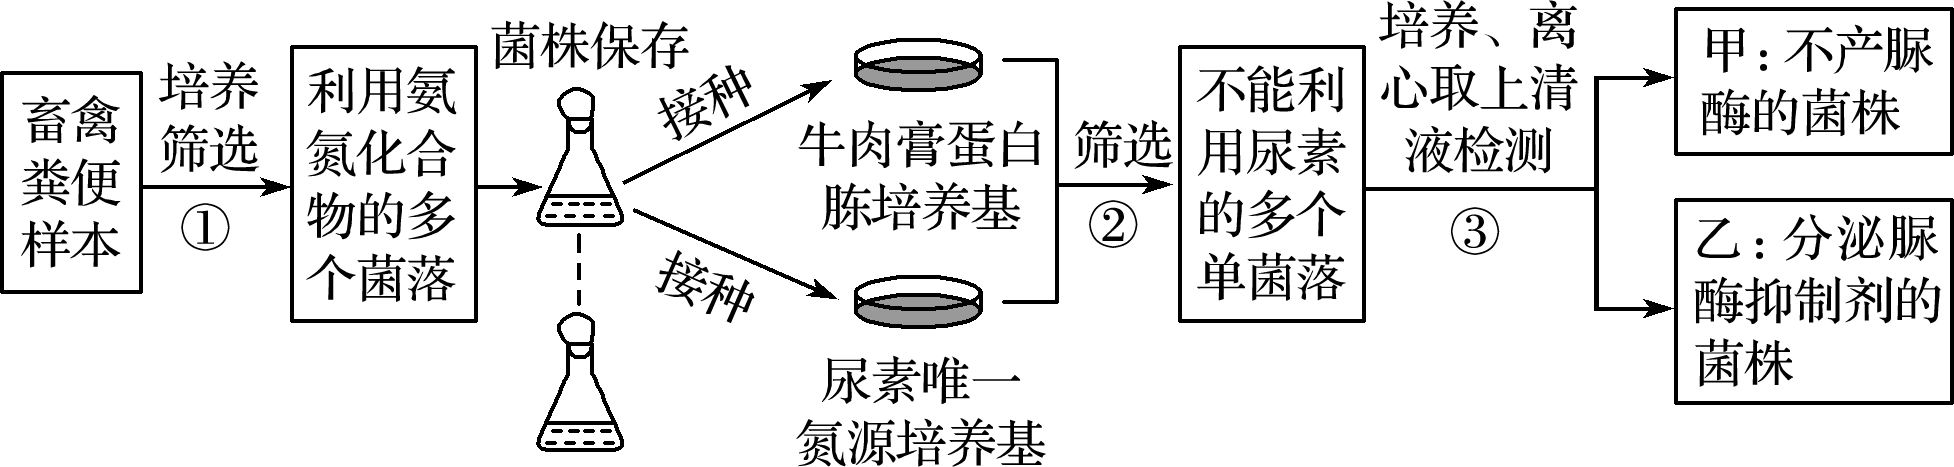 畜禽
粪便
样本
培养
筛选
①
利用氨
氮化合
物的多
个菌落
菌株保存
接种
接种
牛肉膏蛋白
胨培养基
尿素唯一
氮源培养基
筛选
②
不能利
用尿素
的多个
单菌落
培养、离
心取上清
液检测
③
甲：不产脲
酶的菌株
乙：分泌脲
酶抑制剂的
菌株